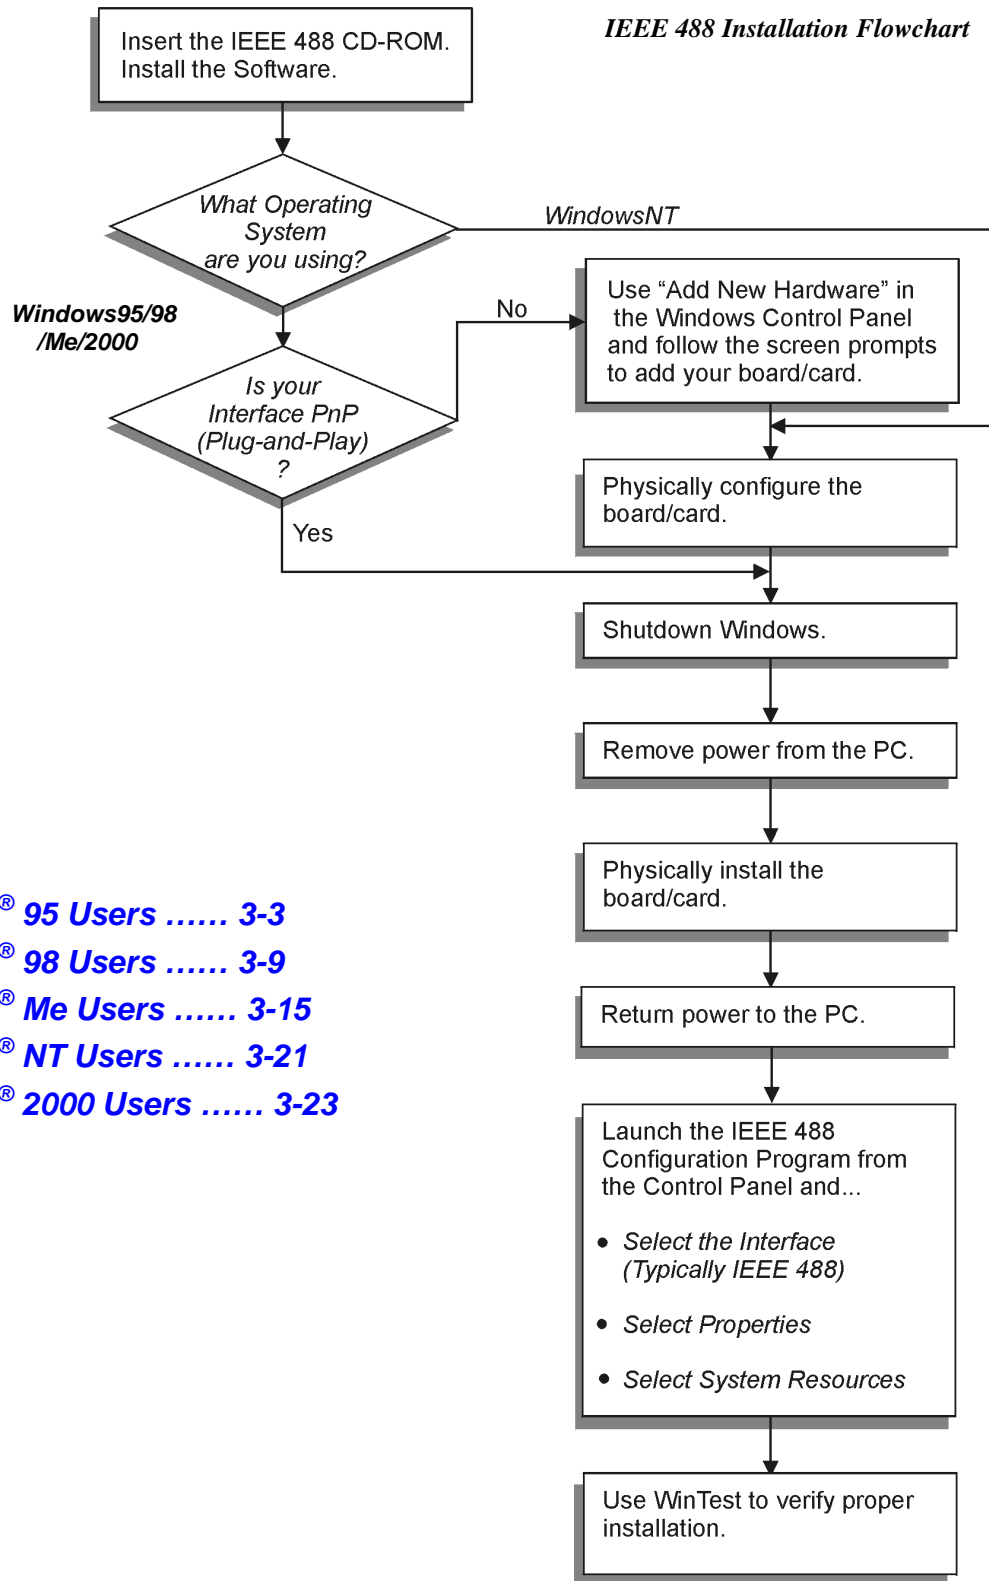 IEEE 488 Installation Flowchart
Insert the IEEE 488 CD-ROM.
Install the Software.
What Operating
System
are you using?
WindowsNT
Windows95/98
/Me/2000
No
Use “Add New Hardware” in
the Windows Control Panel
and follow the screen prompts
to add your board/card.
Is your
Interface PnP
(Plug-and-Play)
?
Yes
Physically configure the
board/card.
Shutdown Windows.
Remove power from the PC.
Physically install the
board/card.
® 95 Users …… 3-3
® 98 Users …… 3-9
® Me Users …… 3-15
® NT Users …… 3-21
® 2000 Users …… 3-23
Return power to the PC.
Launch the IEEE 488
Configuration Program from
the Control Panel and...
• Select the Interface
(Typically IEEE 488)
• Select Properties
• Select System Resources
Use WinTest to verify proper
installation.